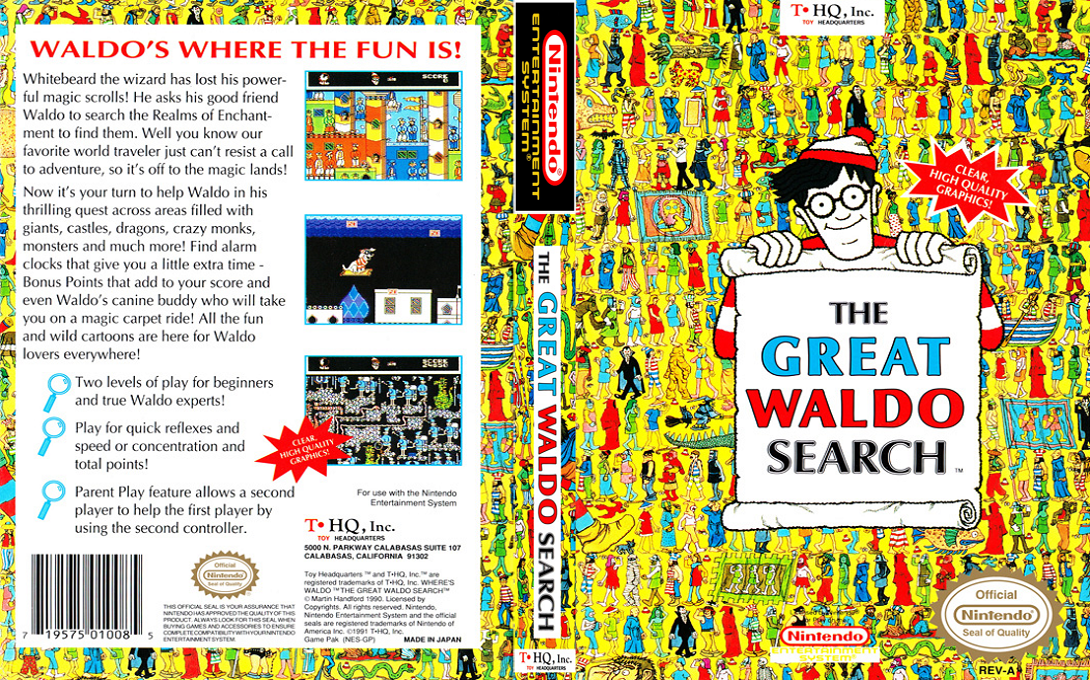 WALDO'S WHERE THE FUN IS!
Whitebeard the wizard has lost his power-
ful magic scrolls! He asks his good friend
Waldo to search the Realms of Enchant-
ment to find them. Well you know our
favorite world traveler just can't resist a call
to adventure, so it's off to the magic lands!
Now it's your turn to help Waldo in his
thrilling quest across areas filled with
giants, castles, dragons, crazy monks,
monsters and much more! Find alarm
clocks that give you a little extra time -
Bonus Points that add to your score and
even Waldo's canine buddy who will take
you on a magic carpet ride! All the fun
and wild cartoons are here for Waldo
lovers everywhere!
Two levels of play for beginners
and true Waldo experts!
Play for quick reflexes and
speed or concentration and
total points!
Parent Play feature allows a second
player to help the first player by
using the second controller.
SCORE
SCORE
CLEAR,
HIGH QUALITY
GRAPHICS!
For use with the Nintendo
Entertainment System
T•HQ, Inc.
TOY HEADQUARTERS
5000 N. PARKWAY CALABASAS SUITE 107
CALABASAS, CALIFORNIA 91302
Toy Headquarters ™ and T•HQ, Inc.™ are
registered trademarks of T•HQ, Inc. WHERE'S
WALDO ™ THE GREAT WALDO SEARCH™
© Martin Handford 1990. Licensed by
Copyrights. All rights reserved. Nintendo,
Nintendo Entertainment System and the official
seals are registered trademarks of Nintendo of
America Inc. ©1991 T•HQ, Inc.
Game Pak (NES-GP)
MADE IN JAPAN
7 19575 01008 5
Official
Nintendo
Seal of Quality
THIS OFFICIAL SEAL IS YOUR ASSURANCE THAT
NINTENDO HAS APPROVED THE QUALITY OF THIS
PRODUCT. ALWAYS LOOK FOR THIS SEAL WHEN
BUYING GAMES AND ACCESSORIES TO ENSURE
COMPLETE COMPATIBILITY WITH YOUR NINTENDO
ENTERTAINMENT SYSTEM.
Nintendo®
ENTERTAINMENT
SYSTEM®
THE GREAT WALDO SEARCH
T•HQ, Inc.
TOY HEADQUARTERS
T•HQ, Inc.
TOY HEADQUARTERS
CLEAR,
HIGH QUALITY
GRAPHICS!
THE
GREAT
WALDO
SEARCH™
Nintendo
ENTERTAINMENT
SYSTEM
Official
Nintendo®
Seal of Quality
REV-A